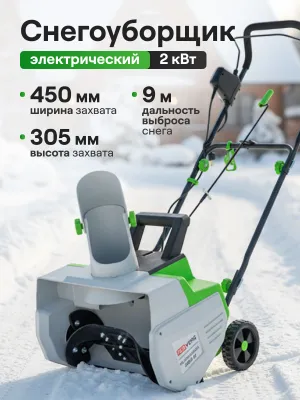 Снегоуборщик
электрический 2 кВт
450 мм
ширина захвата
305 мм
высота захвата
9 м
дальность
выброса
снега